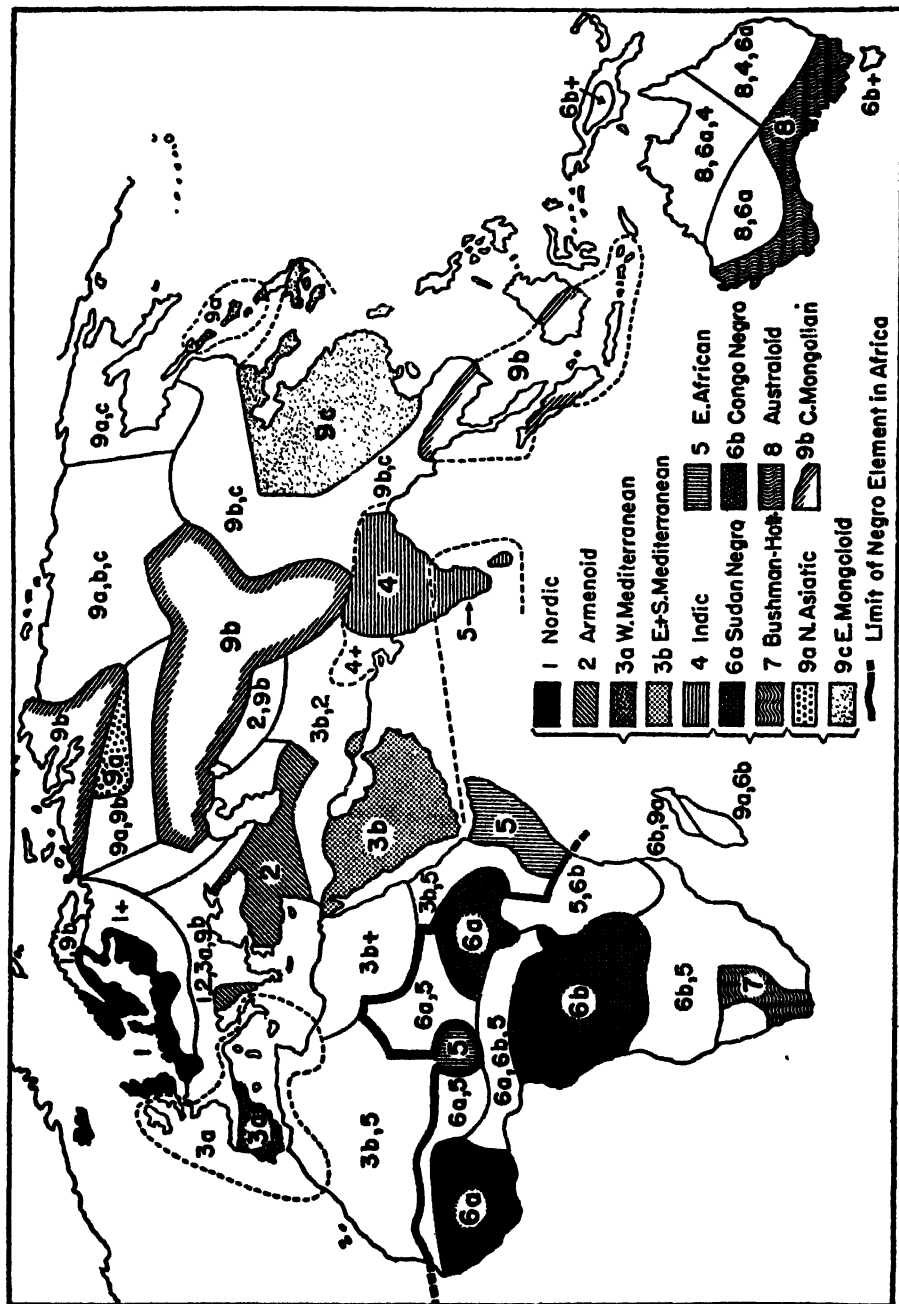 1,9b
1+
1
9a,9b
9a
9b
9a,b,c
9a,c
3a
3a
1,2,3a,9b
2
2,9b
9b
9b,c
9a
9c
3b,5
3b+
3b
3b,2
4+
4
9b,c
9b
6b+
3b,5
6a
6a,5
5
6a,5
6a
5
5
6a,6b,5
6b
5,6b
6b,5
7
6b,9a
9a,6b
8,6a
8,6a,4
8,4,6a
8
6b+
1 Nordic
2 Armenoid
3a W. Mediterranean
3b E+S. Mediterranean
4 Indic
5 E. African
6a Sudan Negro
6b Congo Negro
7 Bushman-Hott
8 Australoid
9a N. Asiatic
9b C. Mongolian
9c E. Mongoloid
Limit of Negro Element in Africa